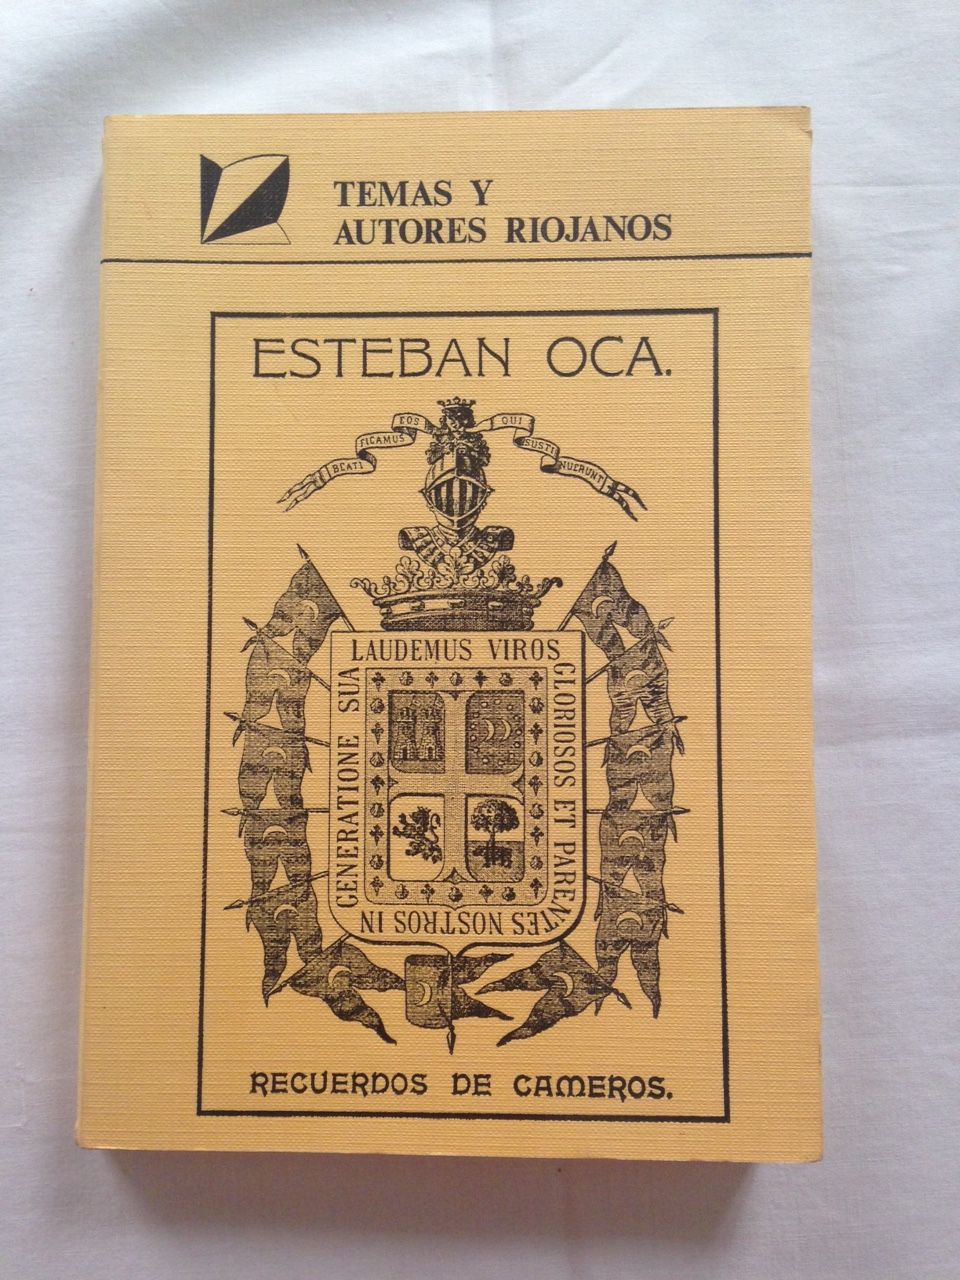 TEMAS Y
AUTORES RIOJANOS
ESTEBAN OCA.
BEATI FICAMUS EOS QUI SUSTI NUERUNT
LAUDEMUS VIROS
GLORIOSOS ET PARENTES NOSTROS IN
GENERATIONE SUA
RECUERDOS DE CAMEROS.